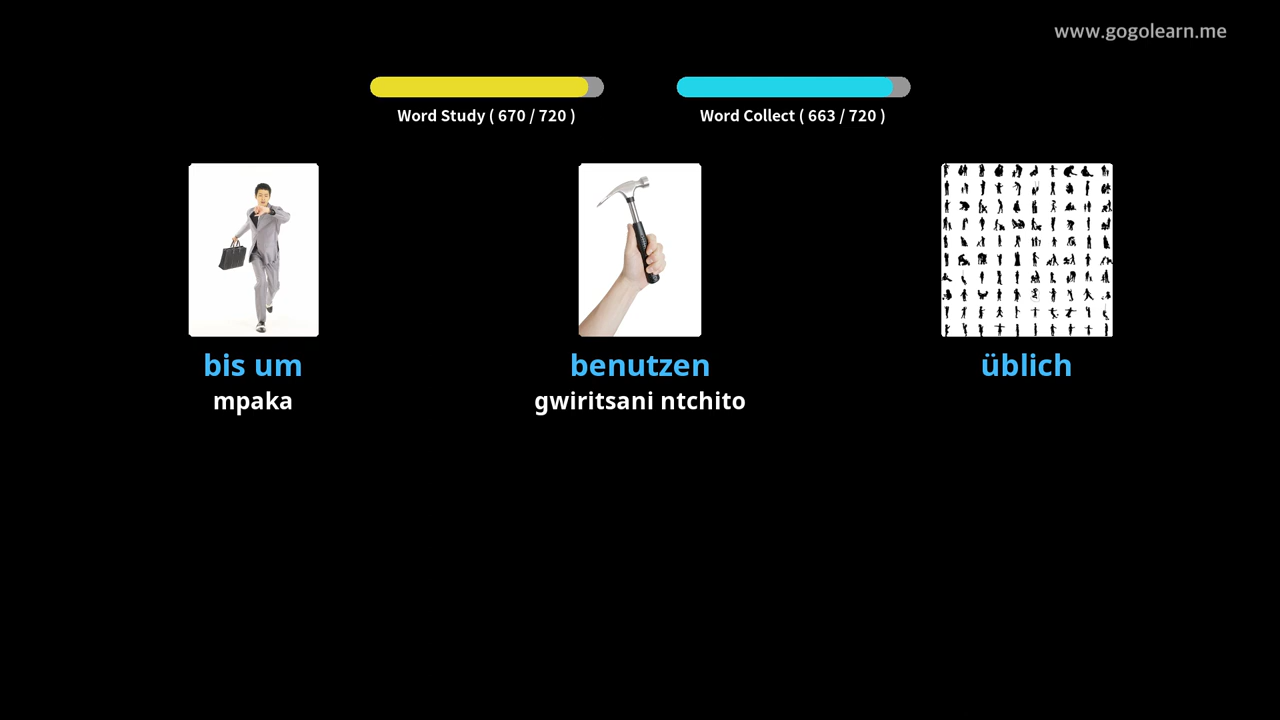 www.gogolearn.me
Word Study ( 670 / 720 )
Word Collect ( 663 / 720 )
bis um
mpaka
benutzen
gwiritsani ntchito
üblich